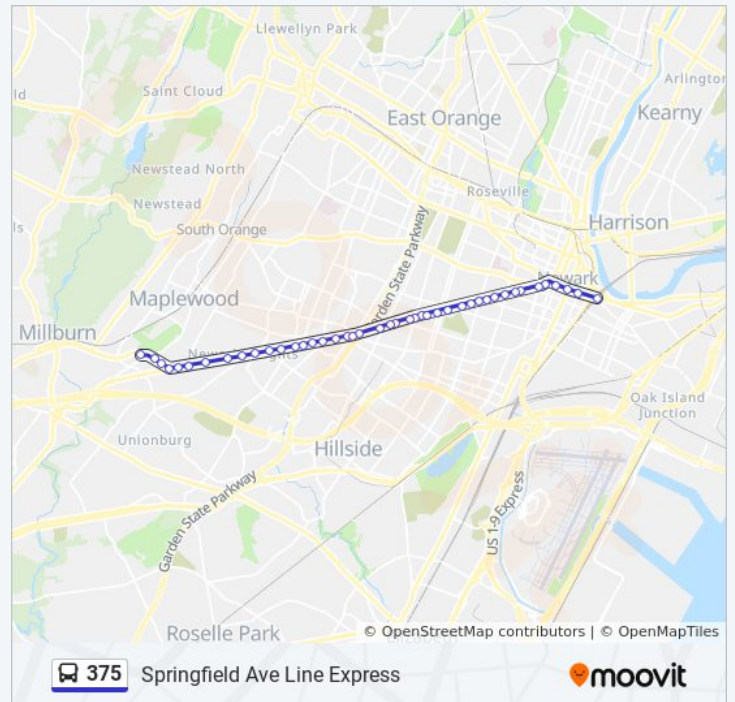 Llewellyn Park
Arlington
Saint Cloud
ld
Kearny
East Orange
Newstead North
Roseville
Newstead
South Orange
Harrison
ls
Garden State Parkway
Newark
Maplewood
Millburn
Oak Island
Junction
Unionburg
Hillside
Garden State Parkway
US 1-9 Express
Roselle Park
© OpenStreetMap contributors | © OpenMapTiles
375 Springfield Ave Line Express
moovit